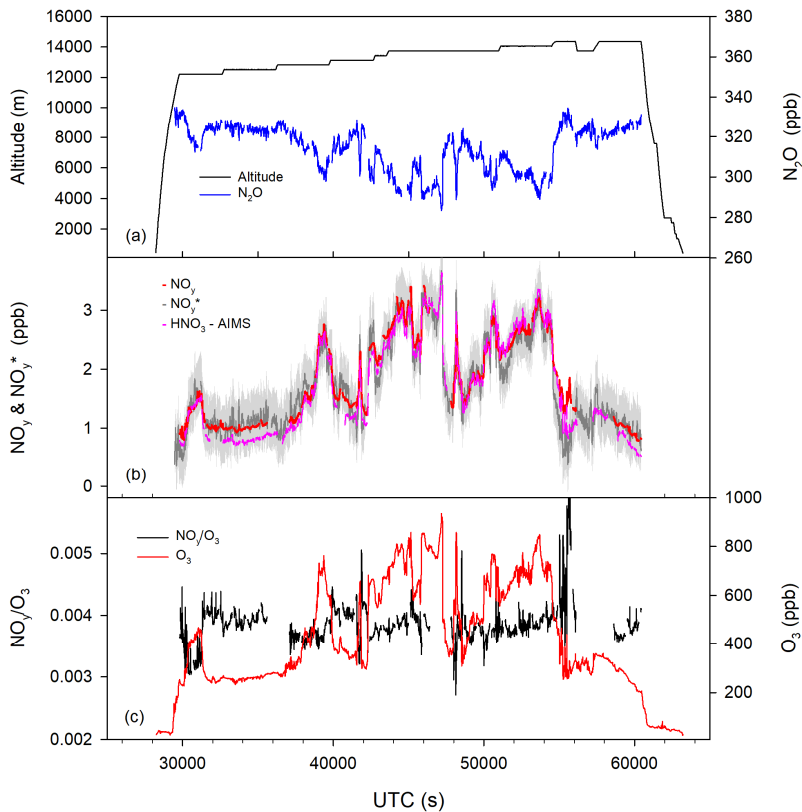 16000
14000
12000
10000
8000
6000
4000
2000
Altitude (m)
380
360
340
320
300
280
260
N₂O (ppb)
Altitude
N₂O
(a)
3
2
1
0
NOy & NOy* (ppb)
NOy
NOy*
HNO₃ - AIMS
(b)
0.005
0.004
0.003
0.002
NOy/O₃
1000
800
600
400
200
O₃ (ppb)
NOy/O₃
O₃
(c)
30000 40000 50000 60000
UTC (s)